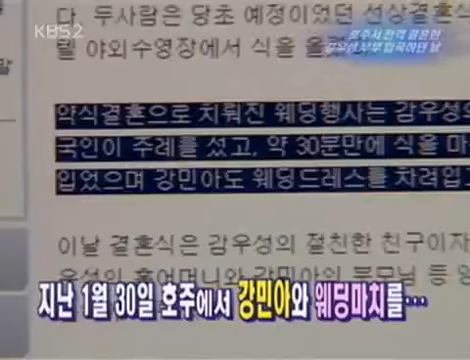 KBS2
다. 두사람은 당초 예정이었던 선상결혼식
호주서 전격 결혼한
텔 야외수영장에서 식을 올렸
감우성 부부 입국하던 날
약식결혼으로 치뤄진 웨딩행사는 감우성
국인이 주례를 섰고, 약 30분만에 식을 마
입었으며 강민아도 웨딩드레스를 차려입
이날 결혼식은 감우성의 절친한 친구이자
우성의 홀어머니와 강민아의 부모님 등
지난 1월 30일 호주에서 강민아와 웨딩마치를…